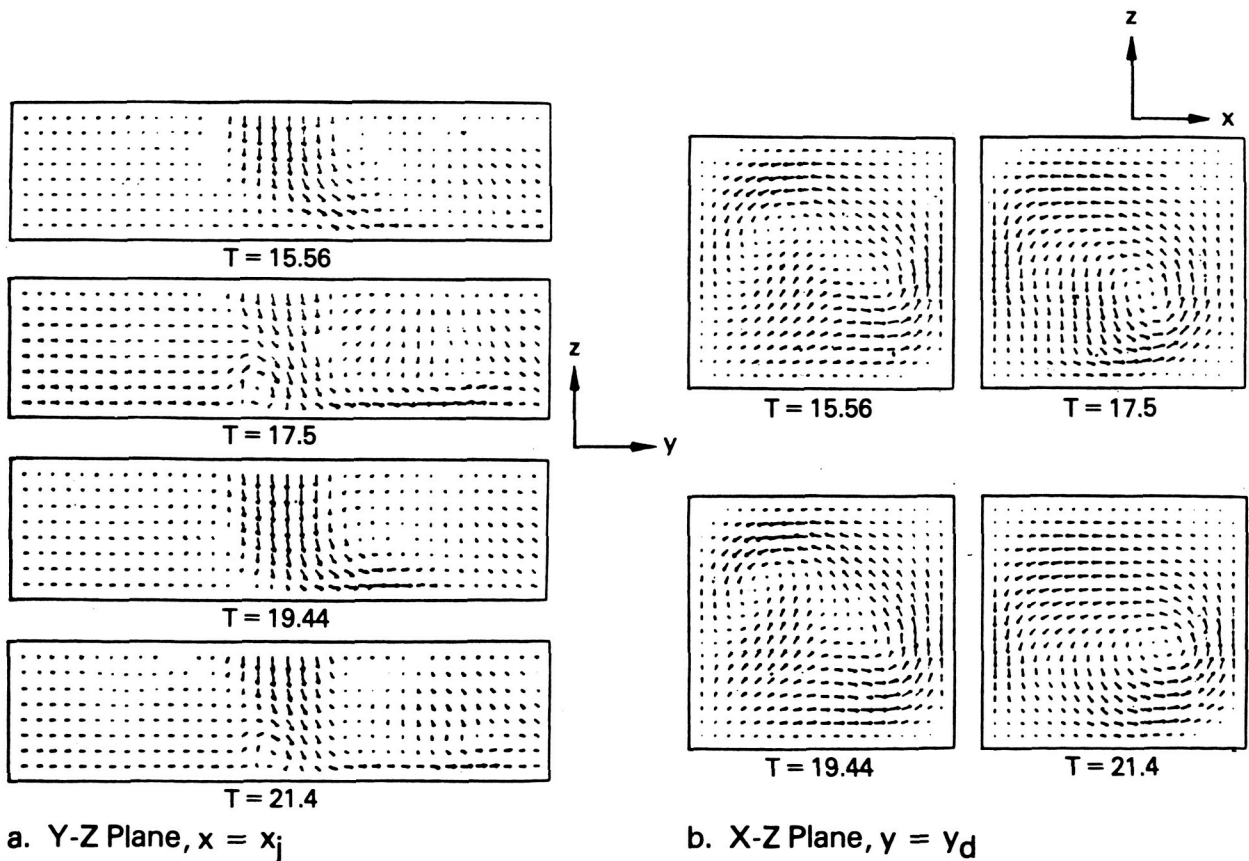 T = 15.56
T = 17.5
T = 19.44
T = 21.4
z
y
a. Y-Z Plane, x = xj
z
x
T = 15.56
T = 17.5
T = 19.44
T = 21.4
b. X-Z Plane, y = yd